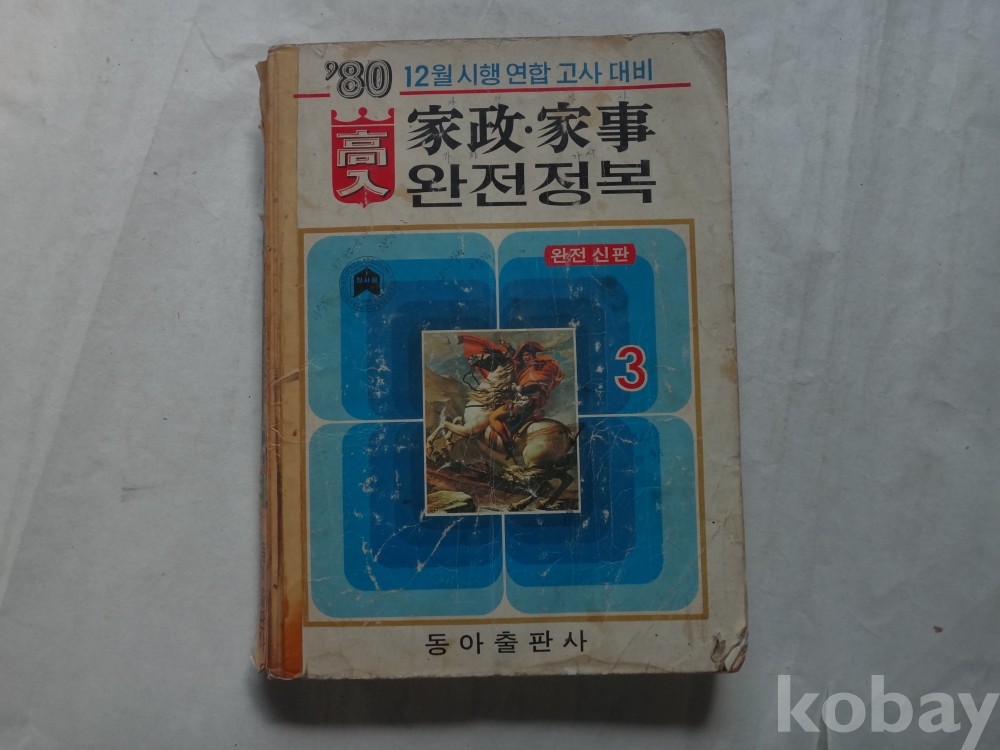 '80 12월 시행 연합 고사 대비
高入
家政·家事
완전정복
완전 신판
3
동아출판사
kobay